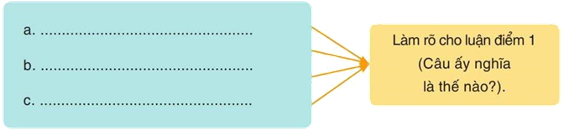 a. ..................................................
b. ..................................................
c. ..................................................
Làm rõ cho luận điểm 1
(Câu ấy nghĩa
là thế nào?).